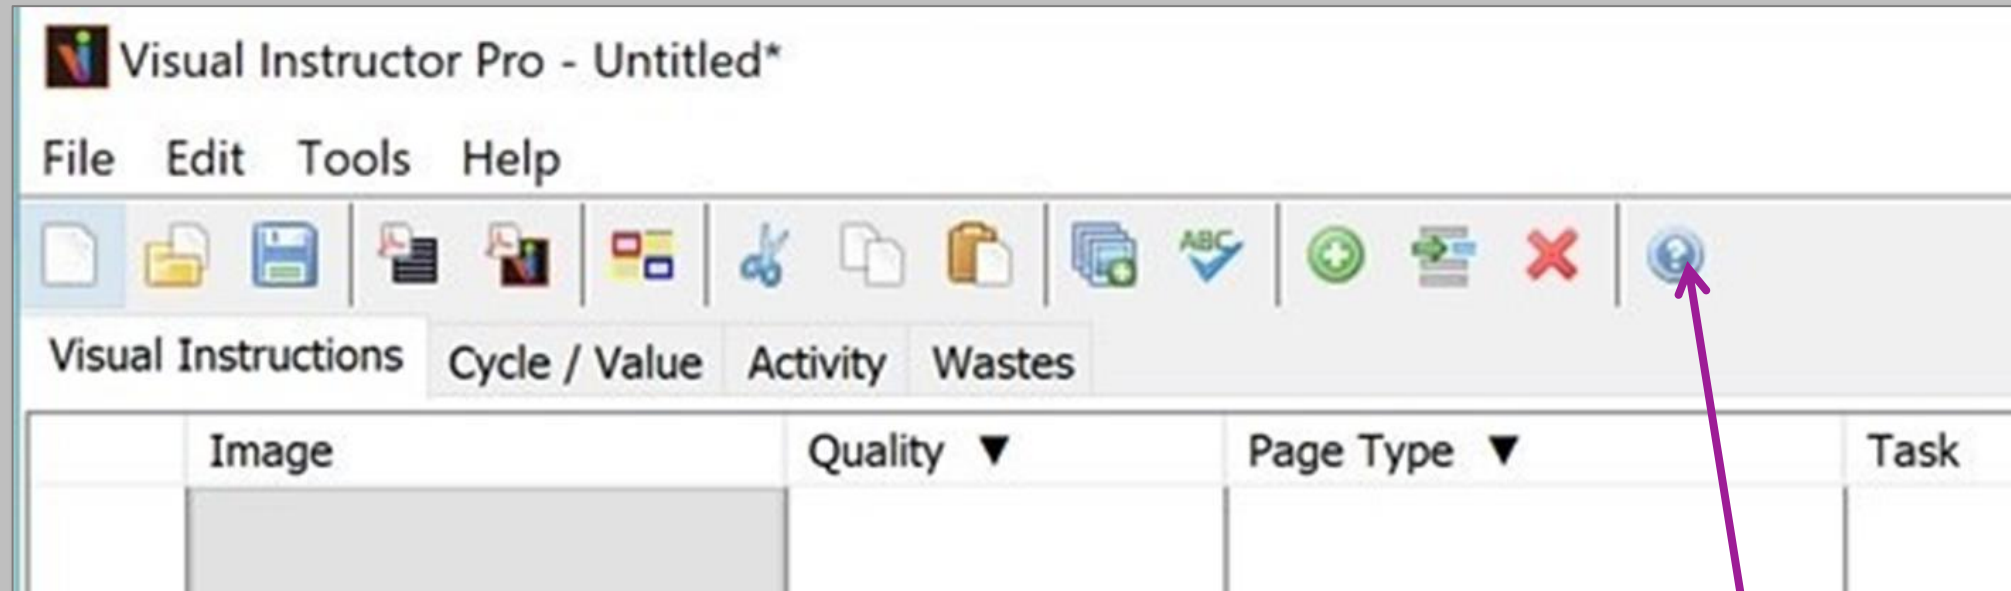 Visual Instructor Pro - Untitled*
File Edit Tools Help
ABC
Visual Instructions Cycle / Value Activity Wastes
Image Quality ▼ Page Type ▼ Task